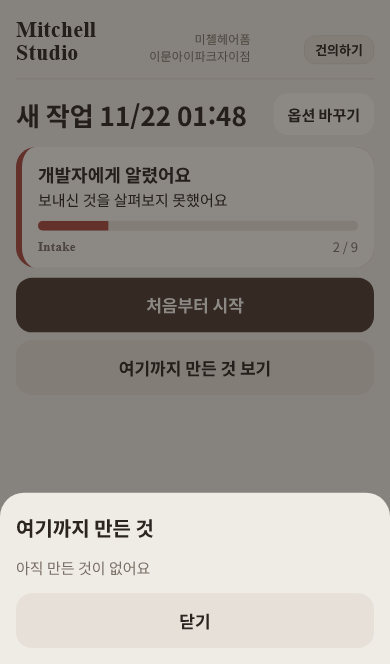 Mitchell
Studio
미젤헤어폼
이문아이파크자이점
건의하기
새 작업 11/22 01:48
옵션 바꾸기
개발자에게 알렸어요
보내신 것을 살펴보지 못했어요
Intake
2 / 9
처음부터 시작
여기까지 만든 것 보기
여기까지 만든 것
아직 만든 것이 없어요
닫기